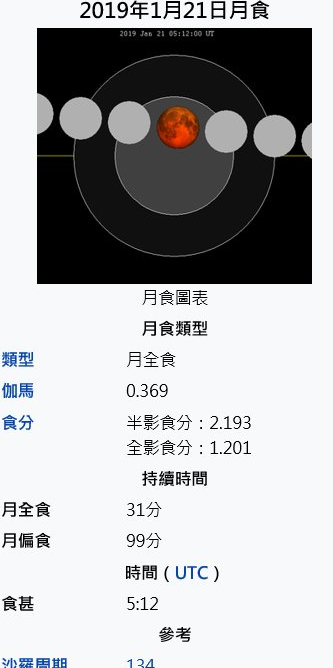 2019年1月21日月食
2019 Jan 21 05:12:00 UT
月食圖表
月食類型
類型 月全食
伽馬 0.369
食分 半影食分：2.193
全影食分：1.201
持續時間
月全食 31分
月偏食 99分
時間（UTC）
食甚 5:12
參考
沙羅周期 134